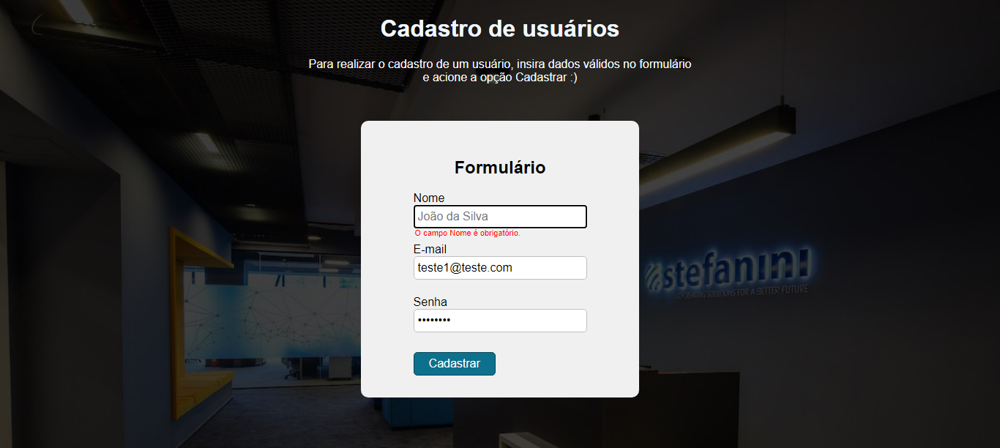 Cadastro de usuários
Para realizar o cadastro de um usuário, insira dados válidos no formulário
e acione a opção Cadastrar :)
Formulário
Nome
João da Silva
O campo Nome é obrigatório.
E-mail
teste1@teste.com
stefanini
CO-CREATING SOLUTIONS FOR A BETTER FUTURE
Senha
••••••••
Cadastrar